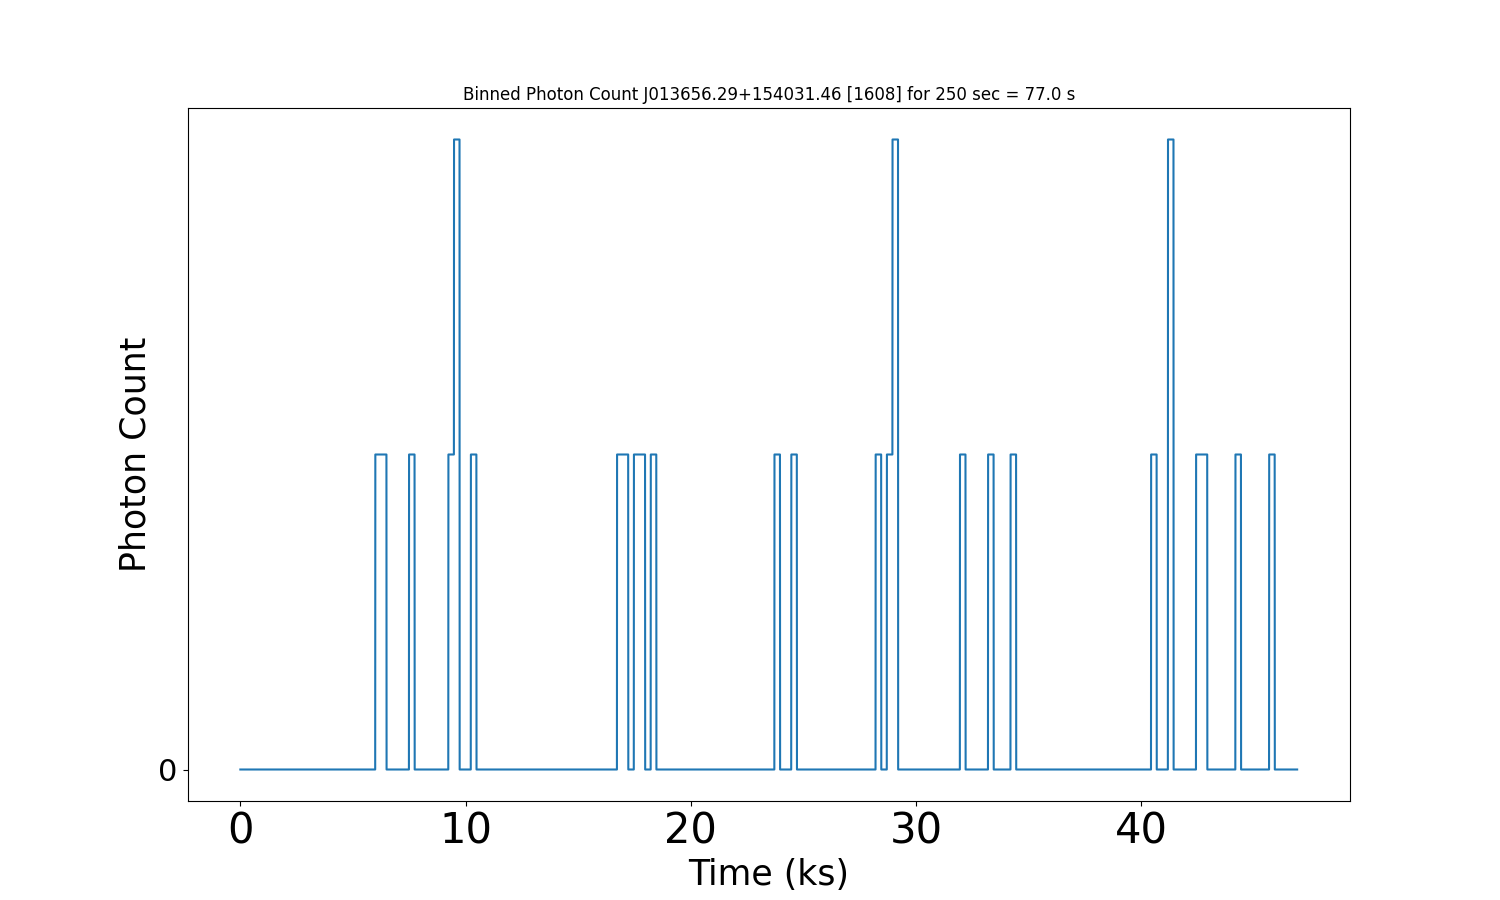 Binned Photon Count J013656.29+154031.46 [1608] for 250 sec = 77.0 s
Photon Count
0
0 10 20 30 40
Time (ks)